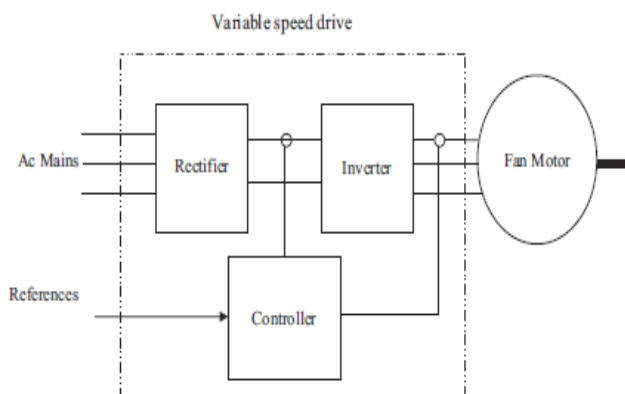 Variable speed drive
Ac Mains
Rectifier
Inverter
Fan Motor
References
Controller